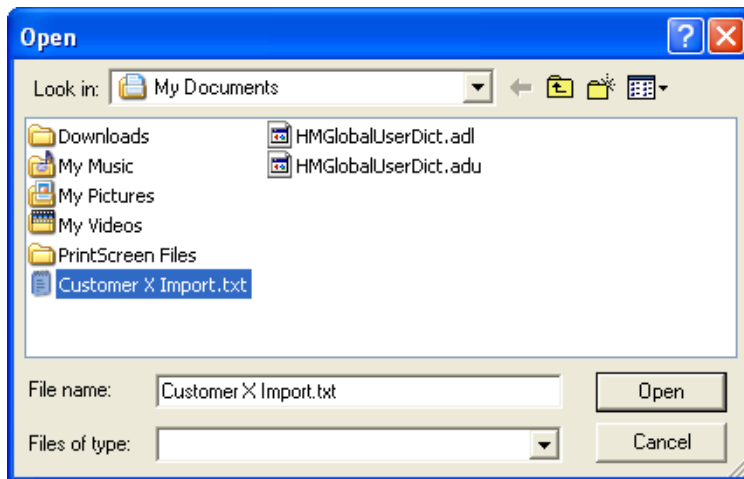 Open
Look in: My Documents
Downloads HMGlobalUserDict.adl
My Music HMGlobalUserDict.adu
My Pictures
My Videos
PrintScreen Files
Customer X Import.txt
File name: Customer X Import.txt Open
Files of type: Cancel